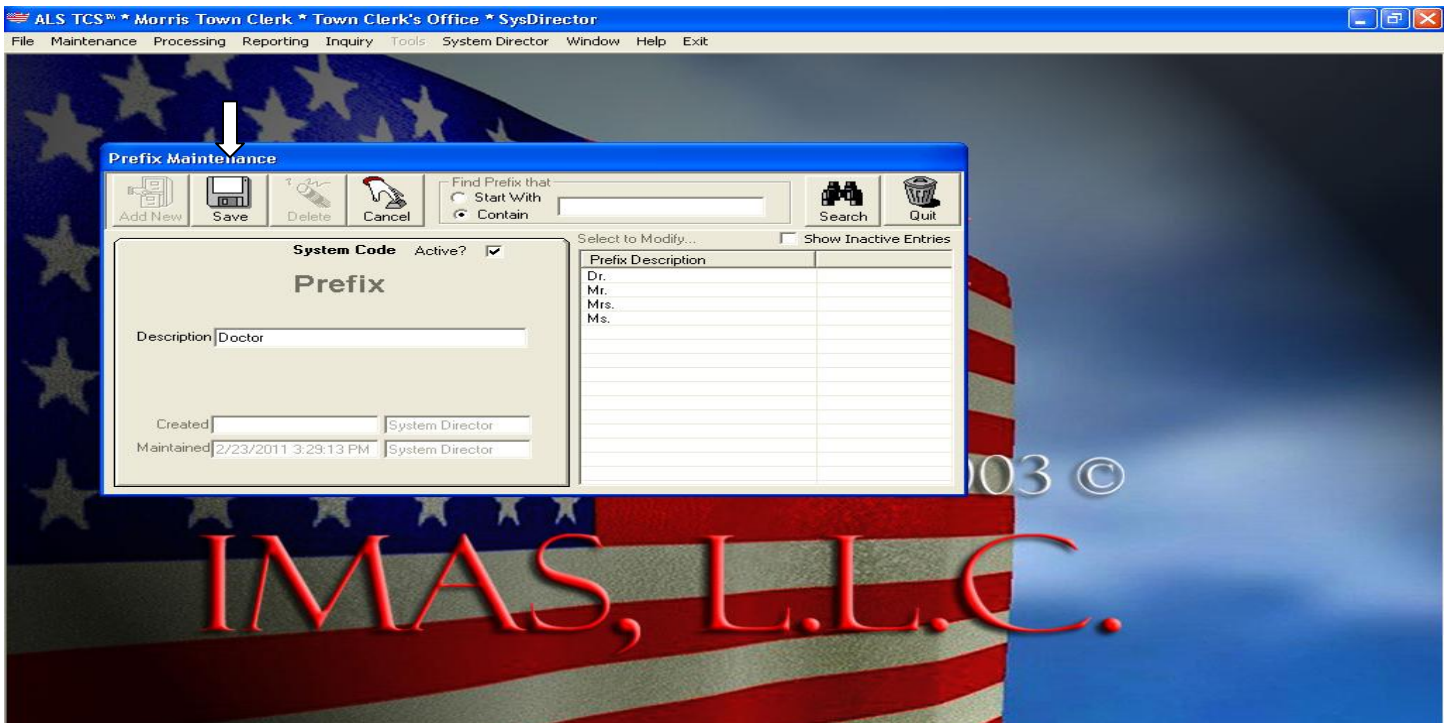 ALS TCS™ * Morris Town Clerk * Town Clerk's Office * SysDirector
File Maintenance Processing Reporting Inquiry Tools System Director Window Help Exit
Prefix Maintenance
Add New Save Delete Cancel
Find Prefix that
Start With
Contain
Search Quit
System Code Active?
Prefix
Description Doctor
Created System Director
Maintained 2/23/2011 3:29:13 PM System Director
Select to Modify... Show Inactive Entries
Prefix Description
Dr.
Mr.
Mrs.
Ms.
003 ©
IMAS, L.L.C.